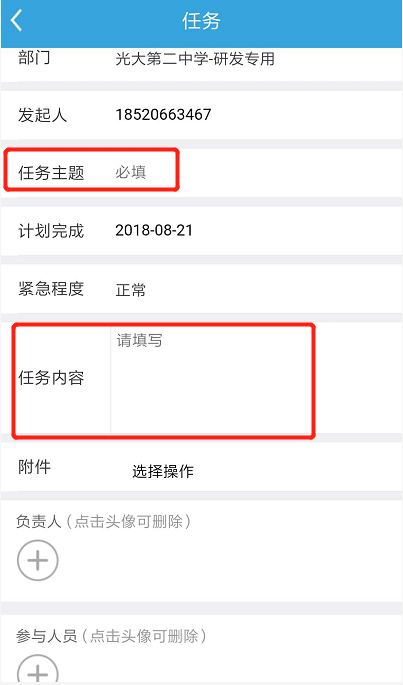 任务
部门 光大第二中学-研发专用
发起人 18520663467
任务主题 必填
计划完成 2018-08-21
紧急程度 正常
请填写
任务内容
附件 选择操作
负责人（点击头像可删除）
参与人员（点击头像可删除）